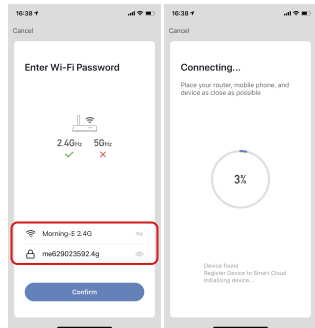 16:38
Cancel
Enter Wi-Fi Password
2.4GHz 5GHz
Morning-E 2.4G
me629023592.4g
Confirm
16:38
Cancel
Connecting...
Place your router, mobile phone, and
device as close as possible
3%
Device found
Register Device to Smart Cloud
Initializing device...